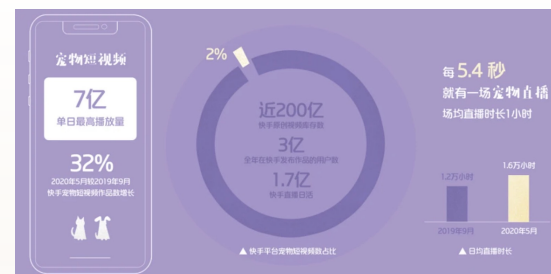 宠物短视频
7亿
单日最高播放量
32%
2020年5月较2019年9月
快手宠物短视频作品数增长
2%
近200亿
快手原创视频库存数
3亿
全年在快手发布作品的用户数
1.7亿
快手直播日活
▲ 快手平台宠物短视频数占比
每5.4秒
就有一场宠物直播
场均直播时长1小时
1.2万小时
1.6万小时
2019年9月
2020年5月
▲ 日均直播时长